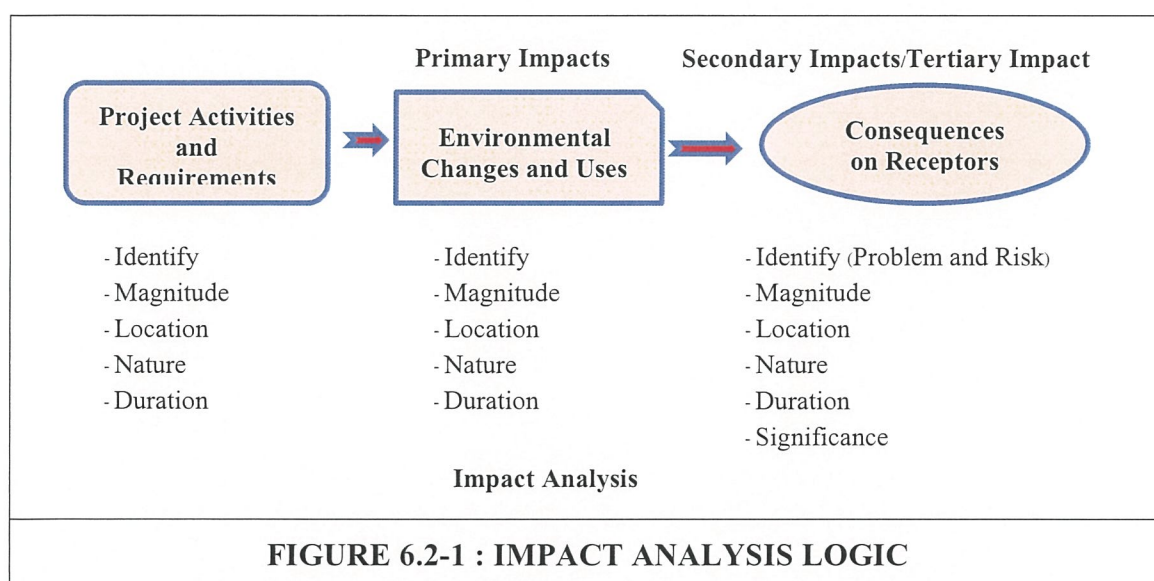 Primary Impacts
Secondary Impacts/Tertiary Impact
Project Activities
and
Requirements
Environmental
Changes and Uses
Consequences
on Receptors
- Identify
- Magnitude
- Location
- Nature
- Duration
- Identify
- Magnitude
- Location
- Nature
- Duration
- Identify (Problem and Risk)
- Magnitude
- Location
- Nature
- Duration
- Significance
Impact Analysis
FIGURE 6.2-1 : IMPACT ANALYSIS LOGIC